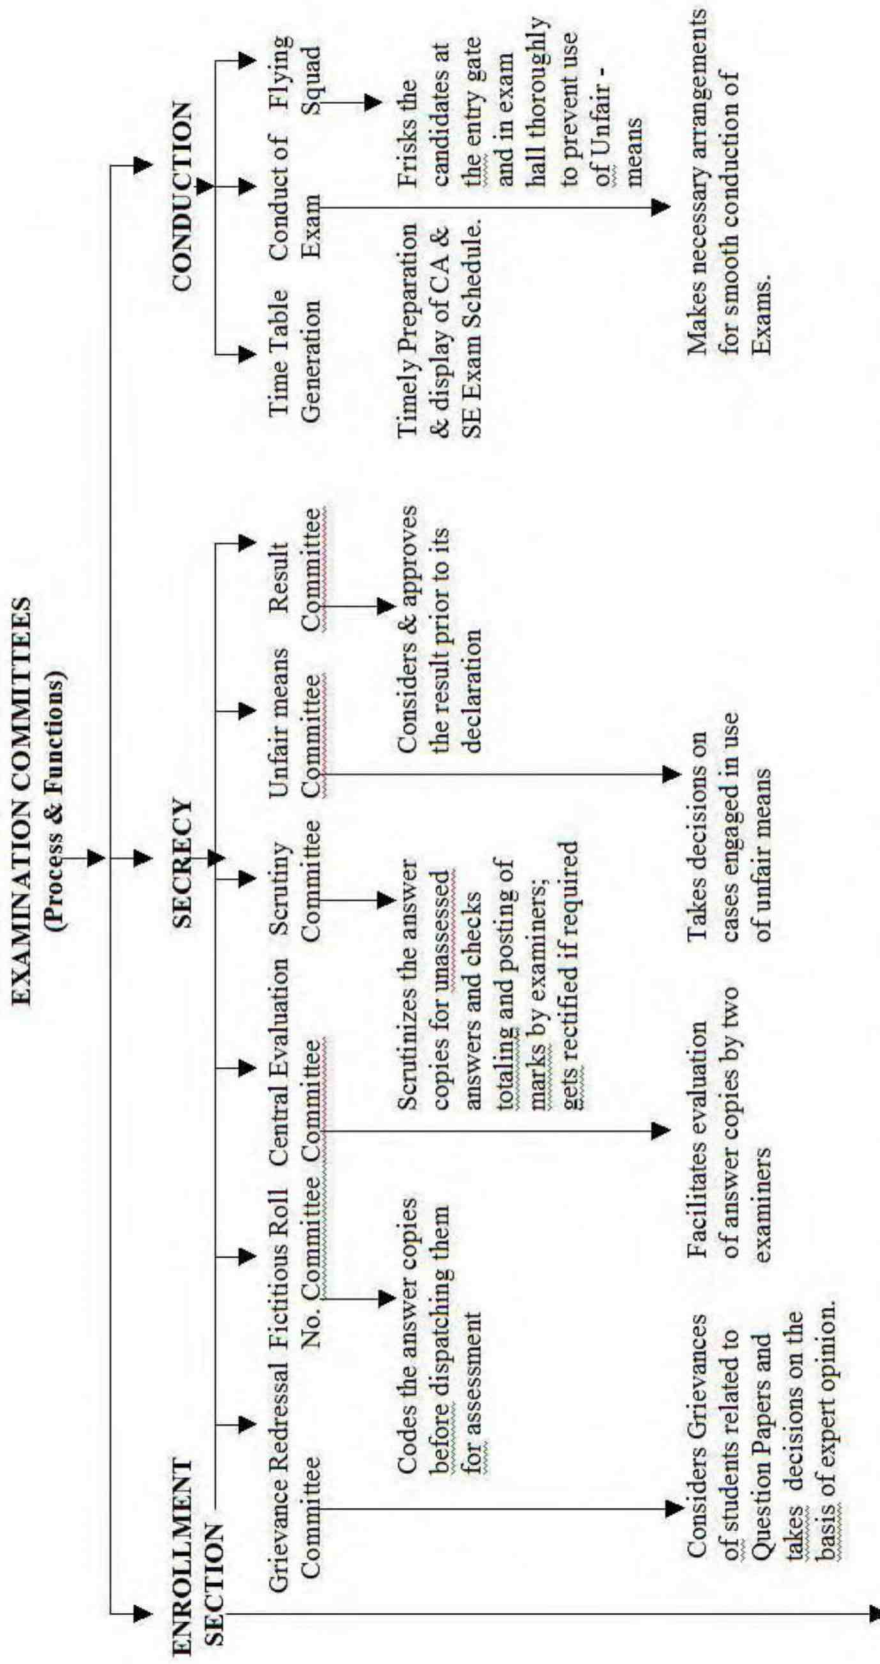 EXAMINATION COMMITTEES
(Process & Functions)
ENROLLMENT
SECTION
SECRECY
CONDUCTION
Grievance Redressal
Committee
Fictitious Roll
No. Committee
Central Evaluation
Committee
Scrutiny
Committee
Unfair means
Committee
Result
Committee
Time Table
Generation
Conduct of
Exam
Flying
Squad
Codes the answer copies
before dispatching them
for assessment
Scrutinizes the answer
copies for unassessed
answers and checks
totaling and posting of
marks by examiners;
gets rectified if required
Considers & approves
the result prior to its
declaration
Timely Preparation
& display of CA &
SE Exam Schedule.
Frisks the
candidates at
the entry gate
and in exam
hall thoroughly
to prevent use
of Unfair -
means
Considers Grievances
of students related to
Question Papers and
takes decisions on the
basis of expert opinion.
Facilitates evaluation
of answer copies by two
examiners
Takes decisions on
cases engaged in use
of unfair means
Makes necessary arrangements
for smooth conduction of
Exams.